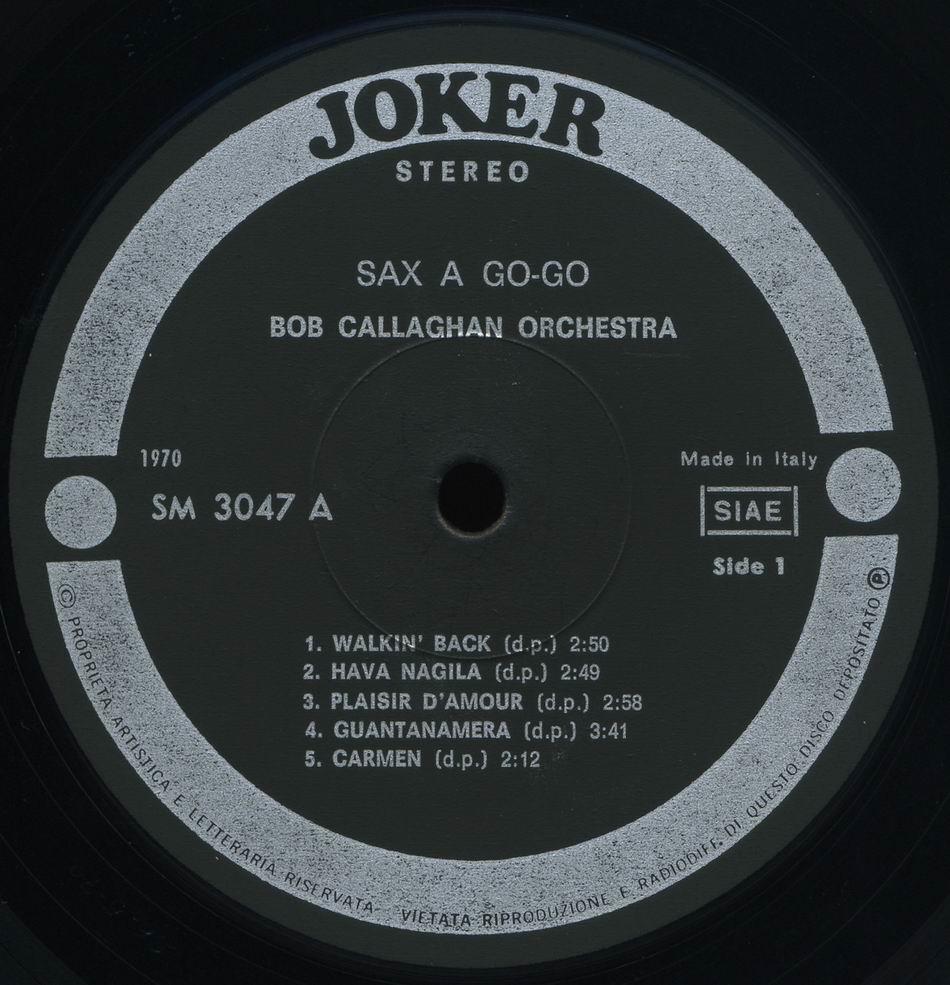 JOKER
STEREO
SAX A GO-GO
BOB CALLAGHAN ORCHESTRA
1970
SM 3047 A
Made in Italy
SIAE
Side 1
1. WALKIN' BACK (d.p.) 2:50
2. HAVA NAGILA (d.p.) 2:49
3. PLAISIR D'AMOUR (d.p.) 2:58
4. GUANTANAMERA (d.p.) 3:41
5. CARMEN (d.p.) 2:12
© PROPRIETA ARTISTICA E LETTERARIA RISERVATA. VIETATA RIPRODUZIONE E RADIODIFF. DI QUESTO DISCO DEPOSITATO ℗